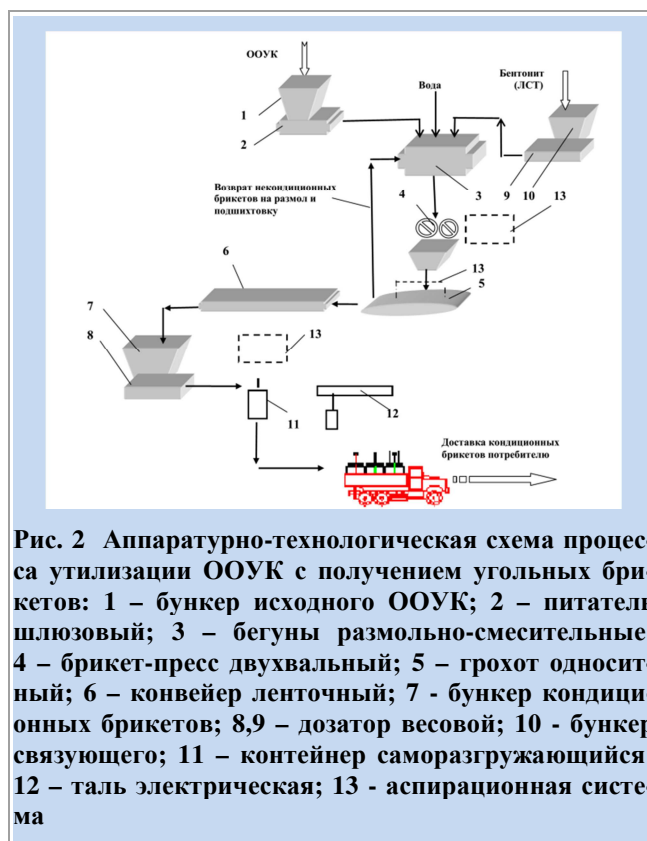 ООУК
Бентонит
(ЛСТ)
Вода
1
2
3
4
9
10
13
Возврат некондиционных
брикетов на размол и
подшихтовку
6
13
5
7
8
13
11
12
Доставка кондиционных
брикетов потребителю
Рис. 2 Аппаратурно-технологическая схема процес-
са утилизации ООУК с получением угольных бри-
кетов: 1 – бункер исходного ООУК; 2 – питатель
шлюзовый; 3 – бегуны размольно-смесительные
4 – брикет-пресс двухвальный; 5 – грохот односит-
ный; 6 – конвейер ленточный; 7 - бункер кондици-
онных брикетов; 8,9 – дозатор весовой; 10 - бункер
связующего; 11 – контейнер саморазгружающийся
12 – таль электрическая; 13 - аспирационная систе-
ма